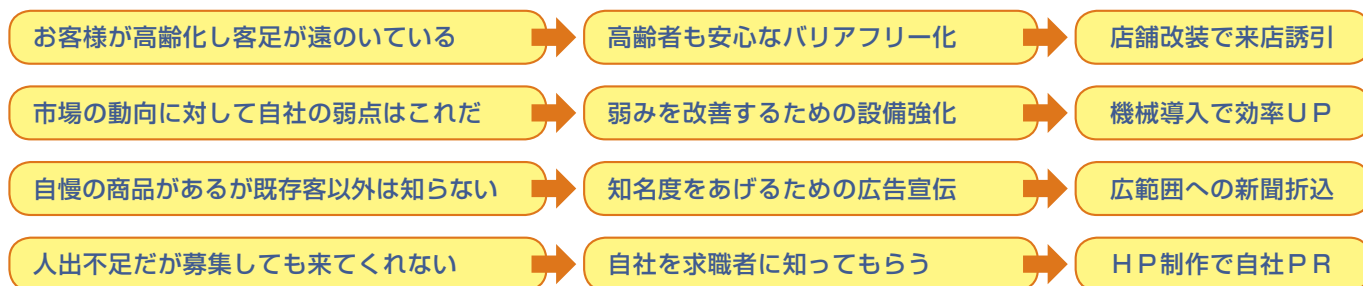 お客様が高齢化し客足が遠のいている
高齢者も安心なバリアフリー化
店舗改装で来店誘引
市場の動向に対して自社の弱点はこれだ
弱みを改善するための設備強化
機械導入で効率UP
自慢の商品があるが既存客以外は知らない
知名度をあげるための広告宣伝
広範囲への新聞折込
人出不足だが募集しても来てくれない
自社を求職者に知ってもらう
HP制作で自社PR